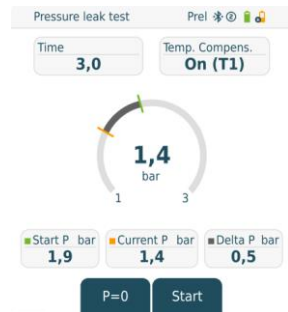 Pressure leak test Prel
Time
3,0
Temp. Compens.
On (T1)
1,4
bar
1 3
Start P bar
1,9
Current P bar
1,4
Delta P bar
0,5
P=0
Start